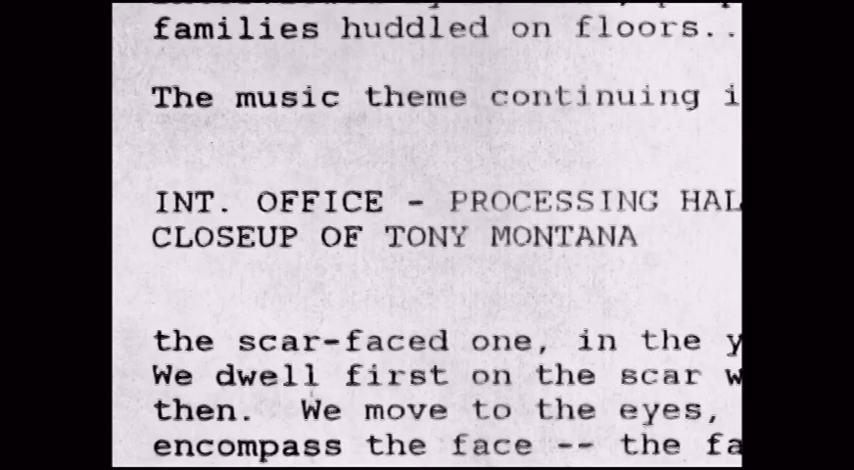 families huddled on floors..
The music theme continuing i
INT. OFFICE - PROCESSING HAL
CLOSEUP OF TONY MONTANA
the scar-faced one, in the y
We dwell first on the scar w
then. We move to the eyes,
encompass the face -- the fa